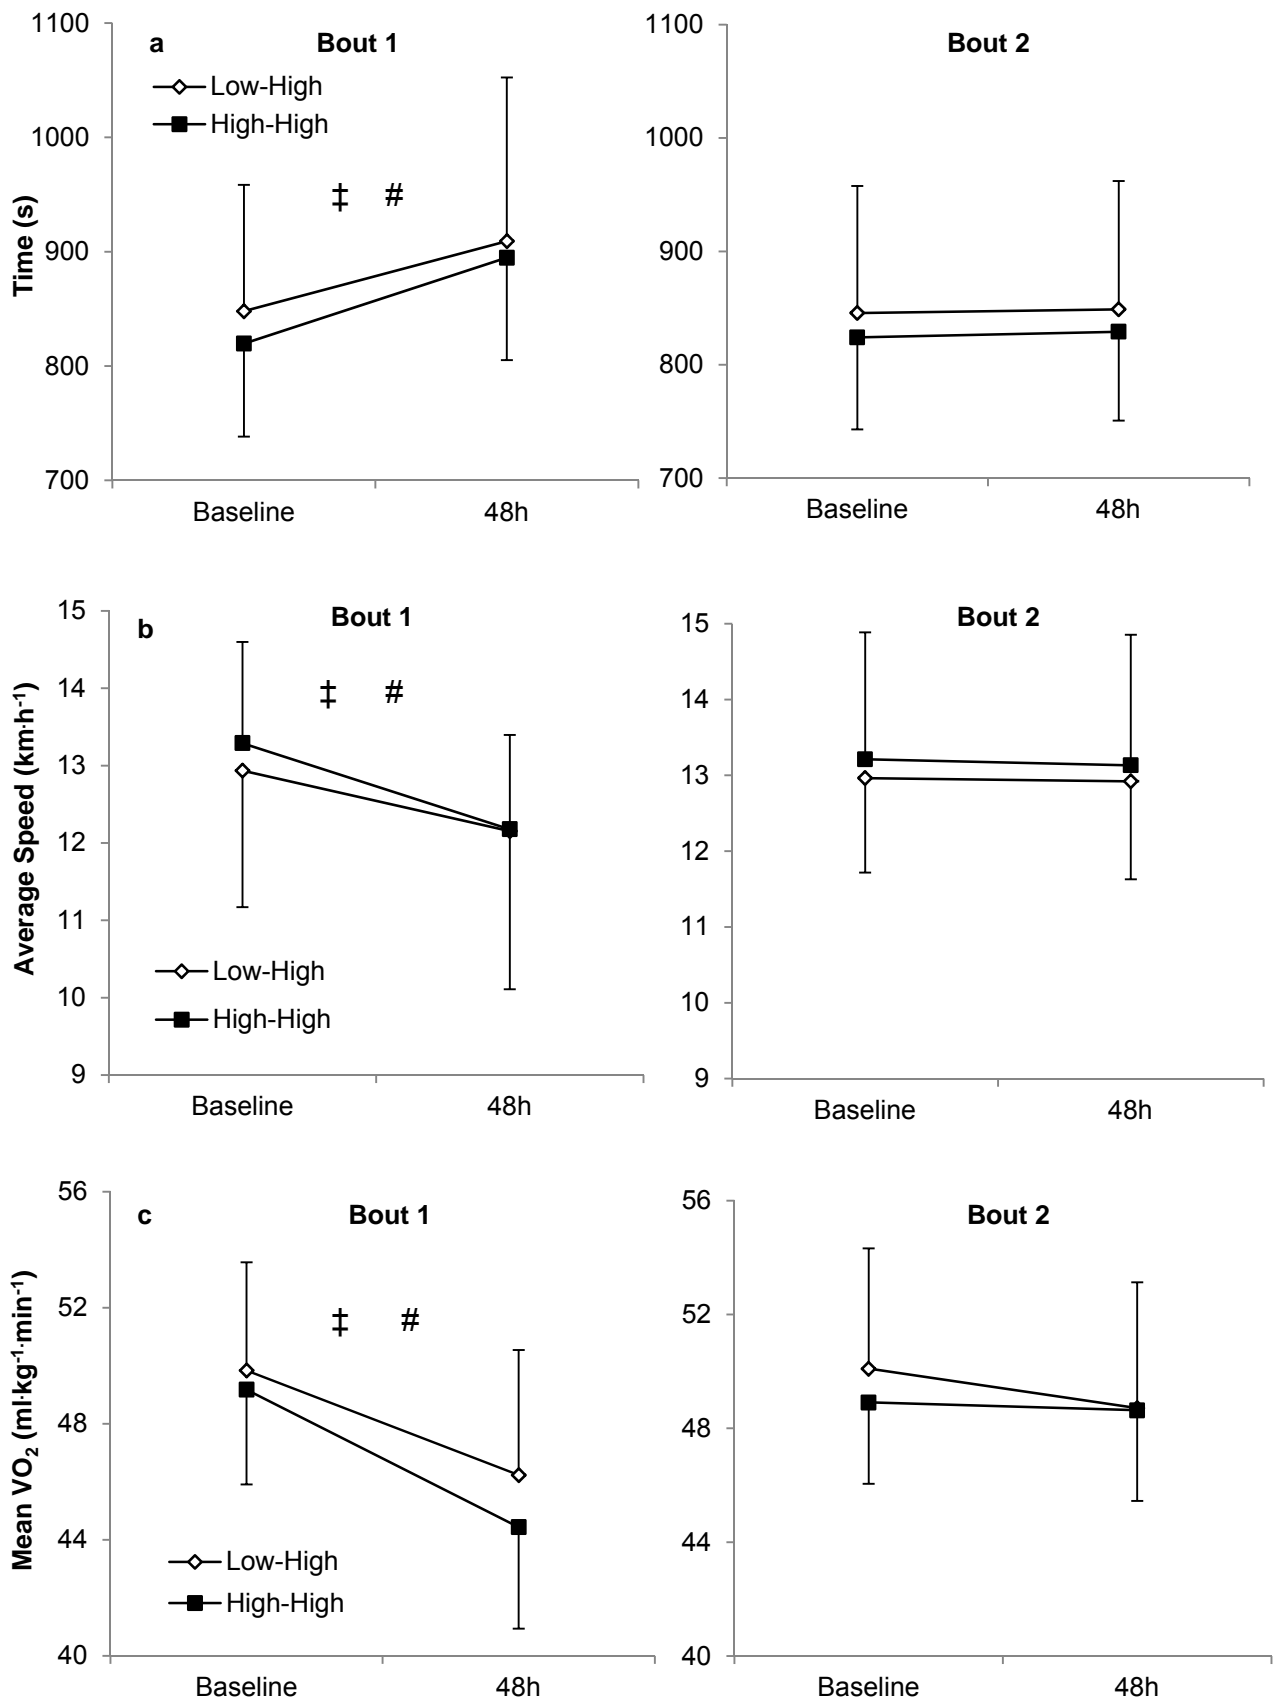 a
Bout 1
Low-High
High-High
‡ #
Time (s)
1100
1000
900
800
700
Baseline 48h
Bout 2
1100
1000
900
800
700
Baseline 48h
b
Bout 1
‡ #
Low-High
High-High
Average Speed (km·h⁻¹)
15
14
13
12
11
10
9
Baseline 48h
Bout 2
15
14
13
12
11
10
9
Baseline 48h
c
Bout 1
‡ #
Low-High
High-High
Mean VO₂ (ml·kg⁻¹·min⁻¹)
56
52
48
44
40
Baseline 48h
Bout 2
56
52
48
44
40
Baseline 48h